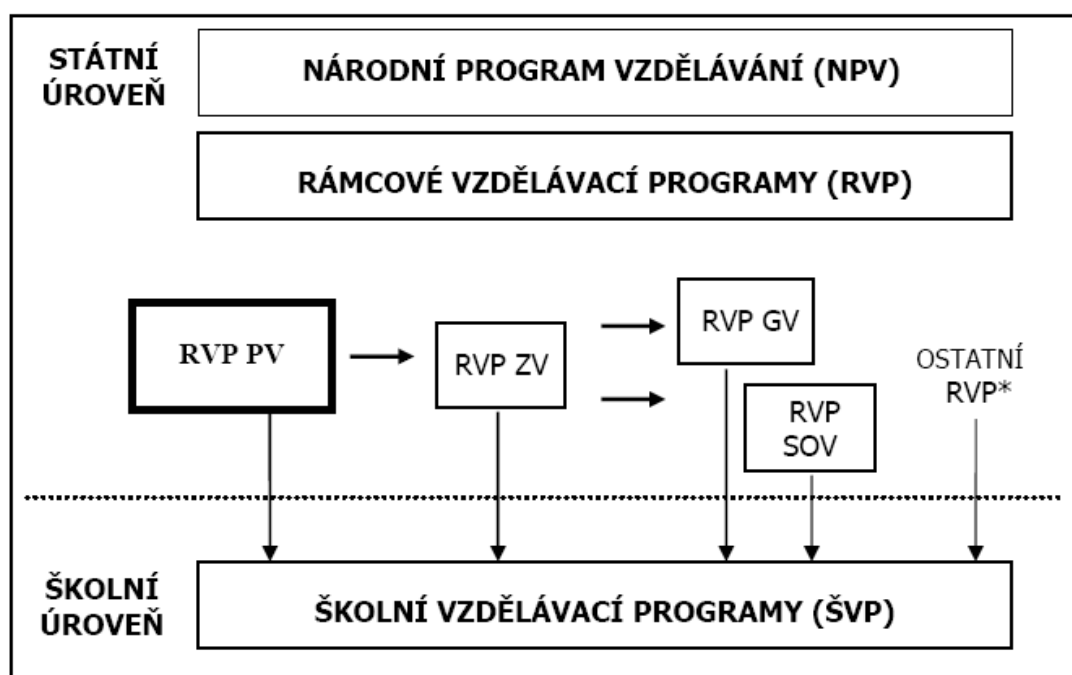 STÁTNÍ
ÚROVEŇ
NÁRODNÍ PROGRAM VZDĚLÁVÁNÍ (NPV)
RÁMCOVÉ VZDĚLÁVACÍ PROGRAMY (RVP)
RVP PV
RVP ZV
RVP GV
RVP
SOV
OSTATNÍ
RVP*
ŠKOLNÍ
ÚROVEŇ
ŠKOLNÍ VZDĚLÁVACÍ PROGRAMY (ŠVP)